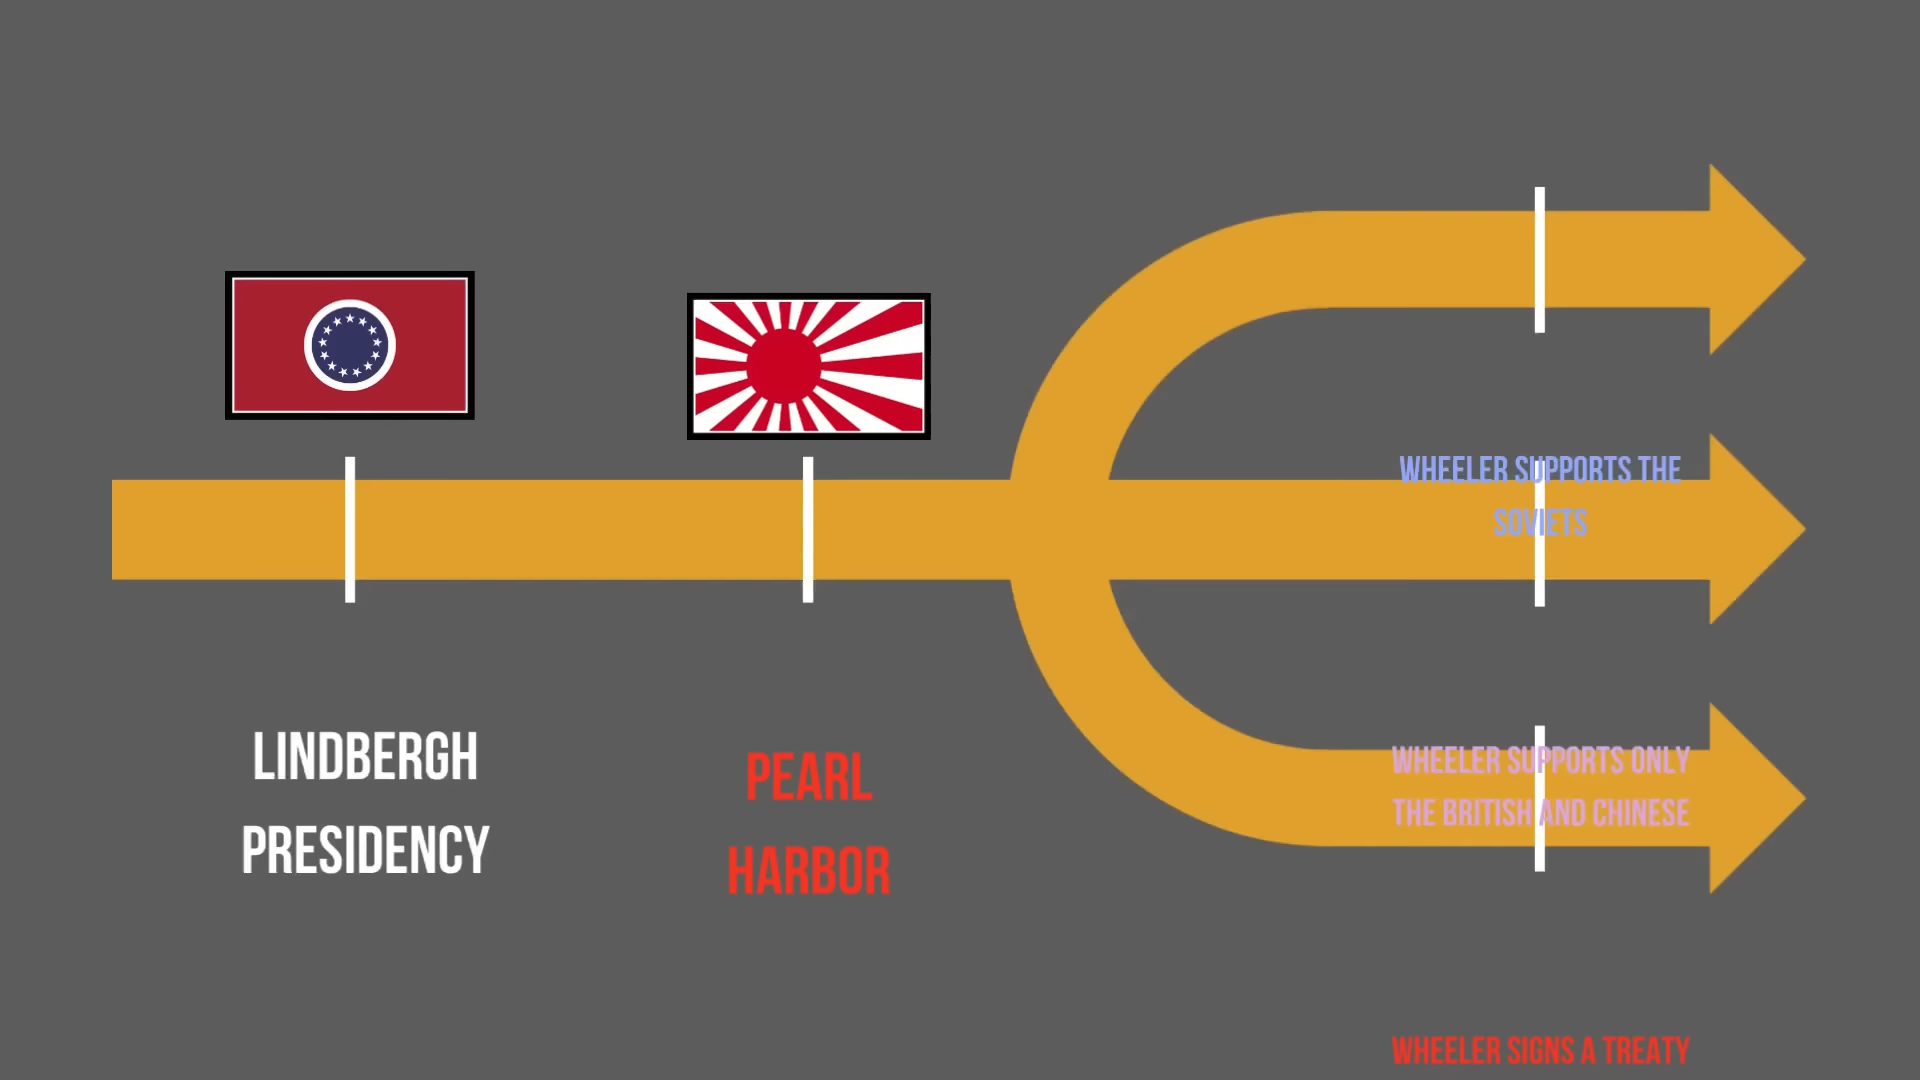 LINDBERGH
PRESIDENCY
PEARL
HARBOR
WHEELER SUPPORTS THE
SOVIETS
WHEELER SUPPORTS ONLY
THE BRITISH AND CHINESE
WHEELER SIGNS A TREATY